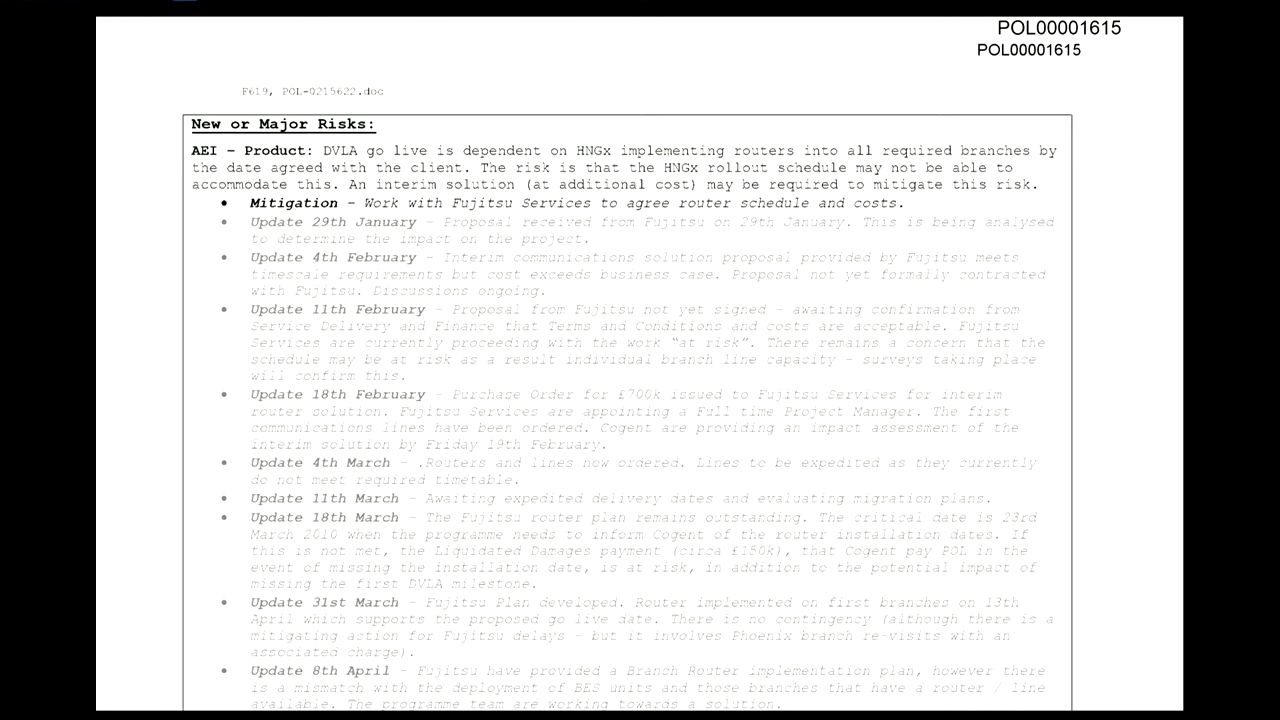 POL00001615
POL00001615
F619, POL-0215622.doc
New or Major Risks:
AEI – Product: DVLA go live is dependent on HNGx implementing routers into all required branches by
the date agreed with the client. The risk is that the HNGx rollout schedule may not be able to
accommodate this. An interim solution (at additional cost) may be required to mitigate this risk.
• Mitigation – Work with Fujitsu Services to agree router schedule and costs.
• Update 29th January – Proposal received from Fujitsu on 29th January. This is being analysed
to determine the impact on the project.
• Update 4th February – Interim communications solution proposal provided by Fujitsu meets
timescale requirements but cost exceeds business case. Proposal not yet formally contracted
with Fujitsu. Discussions ongoing.
• Update 11th February – Proposal from Fujitsu not yet signed – awaiting confirmation from
Service Delivery and Finance that Terms and Conditions and costs are acceptable. Fujitsu
Services are currently proceeding with the work “at risk”. There remains a concern that the
schedule may be at risk as a result individual branch line capacity – surveys taking place
will confirm this.
• Update 18th February – Purchase Order for £700k issued to Fujitsu Services for interim
router solution. Fujitsu Services are appointing a Full time Project Manager. The first
communications lines have been ordered. Cogent are providing an impact assessment of the
interim solution by Friday 19th February.
• Update 4th March – .Routers and lines now ordered. Lines to be expedited as they currently
do not meet required timetable.
• Update 11th March – Awaiting expedited delivery dates and evaluating migration plans.
• Update 18th March – The Fujitsu router plan remains outstanding. The critical date is 23rd
March 2010 when the programme needs to inform Cogent of the router installation dates. If
this is not met, the Liquidated Damages payment (circa £150k), that Cogent pay POL in the
event of missing the installation date, is at risk, in addition to the potential impact of
missing the first DVLA milestone.
• Update 31st March – Fujitsu Plan developed. Router implemented on first branches on 13th
April which supports the proposed go live date. There is no contingency (although there is a
mitigating action for Fujitsu delays – but it involves Phoenix branch re-visits with an
associated charge).
• Update 8th April – Fujitsu have provided a Branch Router implementation plan, however there
is a mismatch with the deployment of BES units and those branches that have a router / line
available. The programme team are working towards a solution.